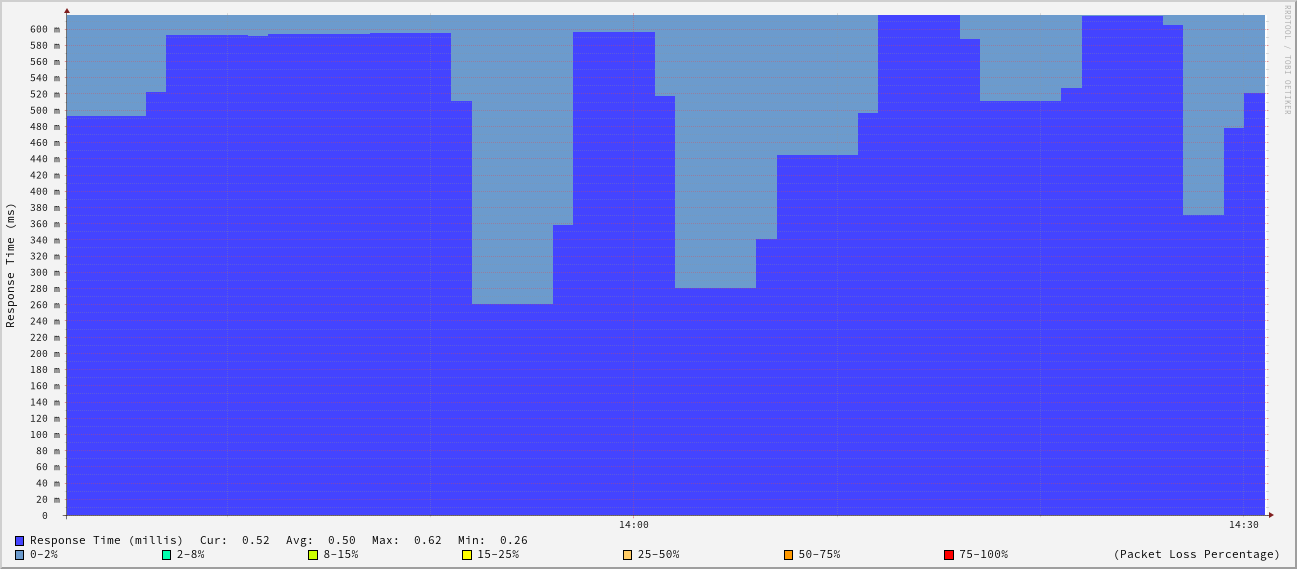 RRDTOOL / TOBI OETIKER
Response Time (ms)
600 m
580 m
560 m
540 m
520 m
500 m
480 m
460 m
440 m
420 m
400 m
380 m
360 m
340 m
320 m
300 m
280 m
260 m
240 m
220 m
200 m
180 m
160 m
140 m
120 m
100 m
80 m
60 m
40 m
20 m
0
14:00 14:30
Response Time (millis) Cur: 0.52 Avg: 0.50 Max: 0.62 Min: 0.26
0-2% 2-8% 8-15% 15-25% 25-50% 50-75% 75-100% (Packet Loss Percentage)